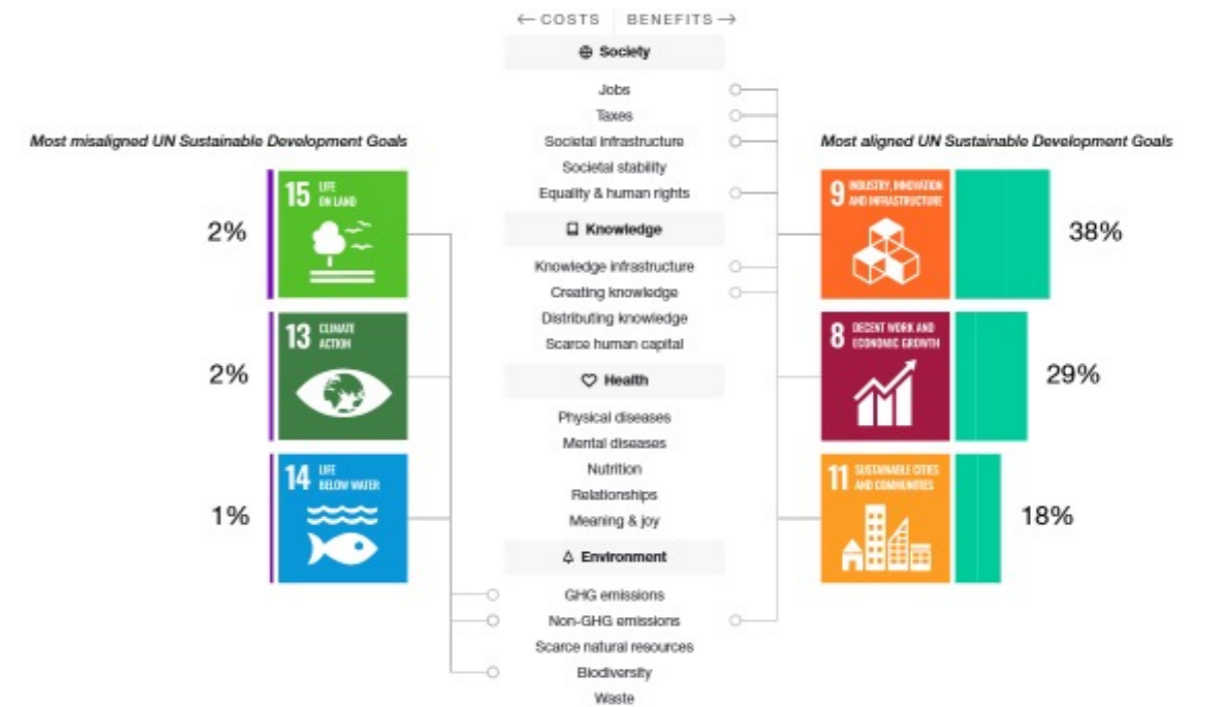 ← COSTS BENEFITS →
Society
Jobs
Taxes
Societal infrastructure
Societal stability
Equality & human rights
Knowledge
Knowledge infrastructure
Creating knowledge
Distributing knowledge
Scarce human capital
Health
Physical diseases
Mental diseases
Nutrition
Relationships
Meaning & joy
Environment
GHG emissions
Non-GHG emissions
Scarce natural resources
Biodiversity
Waste
Most misaligned UN Sustainable Development Goals
2%
15 LIFE
ON LAND
2%
13 CLIMATE
ACTION
1%
14 LIFE
BELOW WATER
Most aligned UN Sustainable Development Goals
9 INDUSTRY, INNOVATION
AND INFRASTRUCTURE
38%
8 DECENT WORK AND
ECONOMIC GROWTH
29%
11 SUSTAINABLE CITIES
AND COMMUNITIES
18%